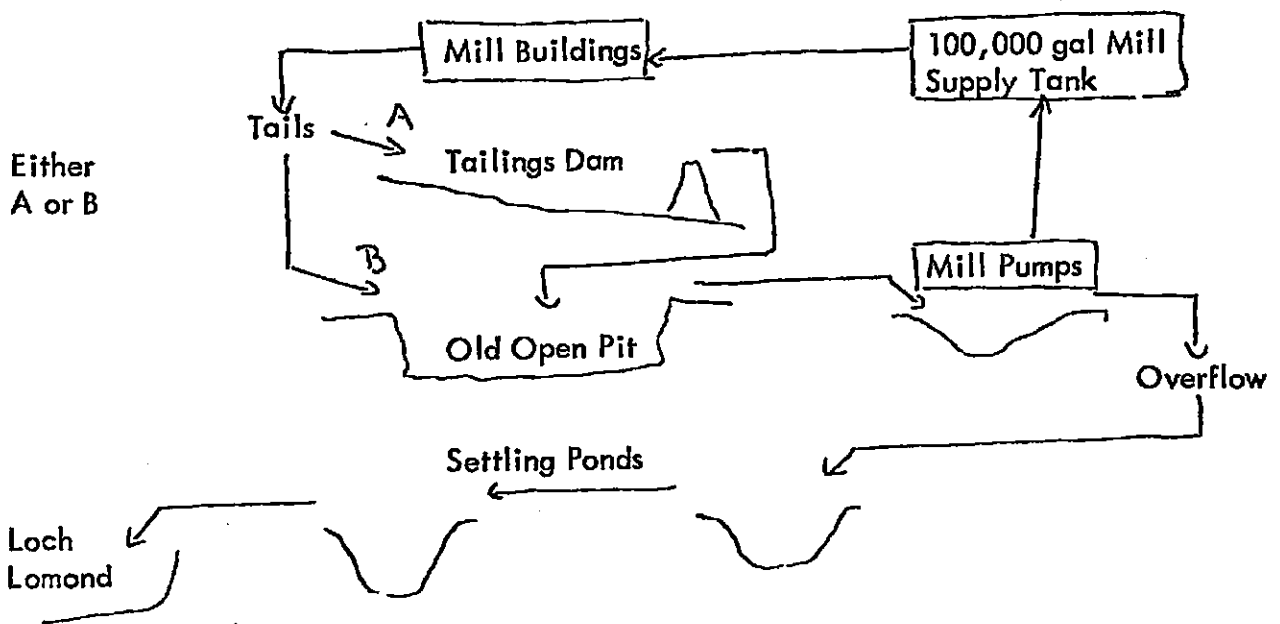 Mill Buildings
100,000 gal Mill
Supply Tank
Tails
A
Either
A or B
Tailings Dam
B
Mill Pumps
Old Open Pit
Overflow
Settling Ponds
Loch
Lomond